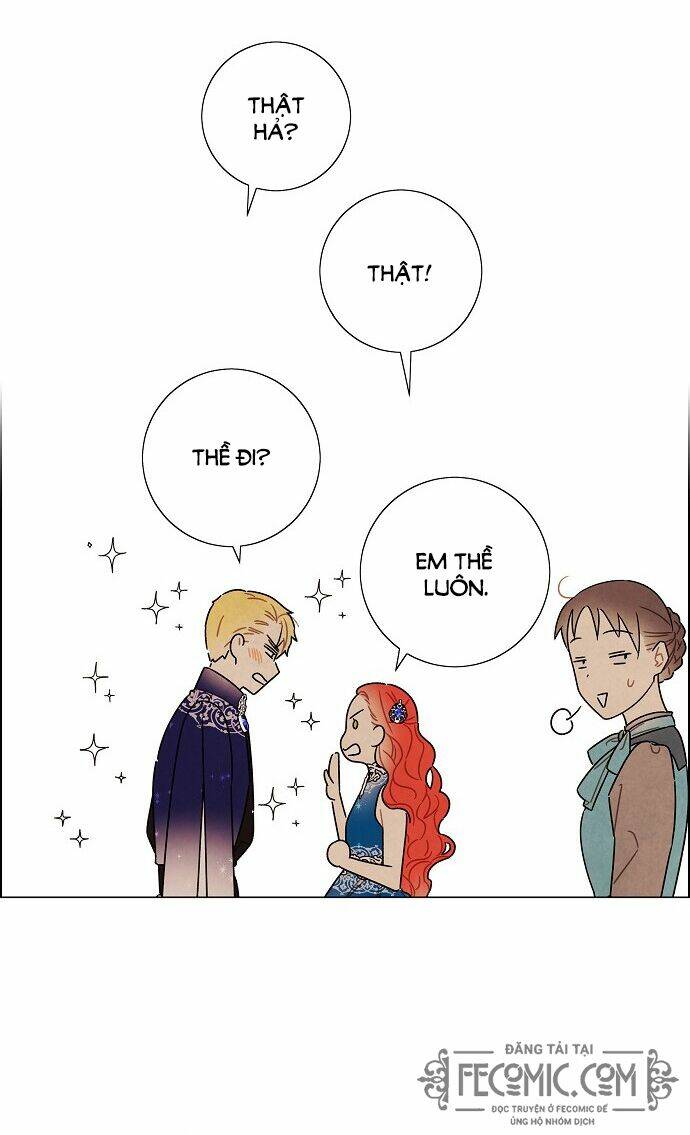 THẬT
HẢ?
THẬT!
THỀ ĐI?
EM THỀ
LUÔN.
ĐĂNG TẢI TẠI
FECOMIC.COM
ĐỌC TRUYỆN Ở FECOMIC ĐỂ
ỦNG HỘ NHÓM DỊCH